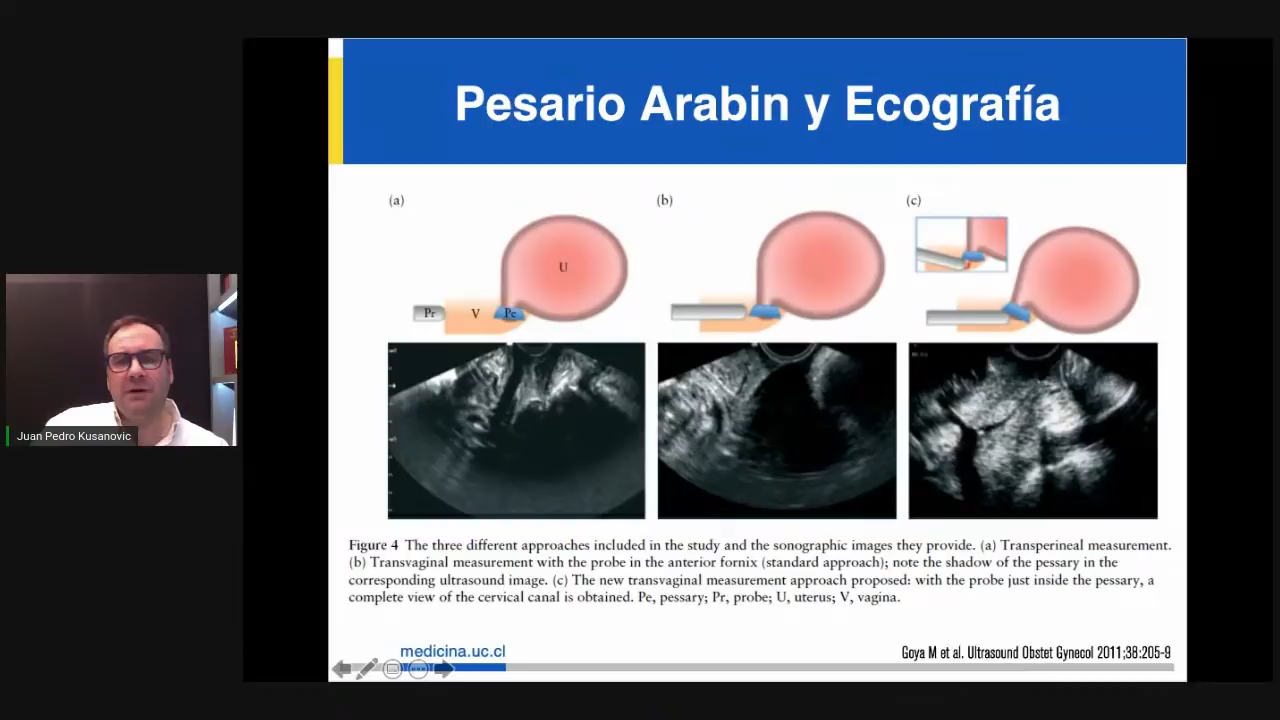 Pesario Arabin y Ecografía
(a)
(b)
(c)
U
Pr
V
Pe
Figure 4 The three different approaches included in the study and the sonographic images they provide. (a) Transperineal measurement.
(b) Transvaginal measurement with the probe in the anterior fornix (standard approach); note the shadow of the pessary in the
corresponding ultrasound image. (c) The new transvaginal measurement approach proposed: with the probe just inside the pessary, a
complete view of the cervical canal is obtained. Pe, pessary; Pr, probe; U, uterus; V, vagina.
medicina.uc.cl
Goya M et al. Ultrasound Obstet Gynecol 2011;38:205-9
Juan Pedro Kusanovic